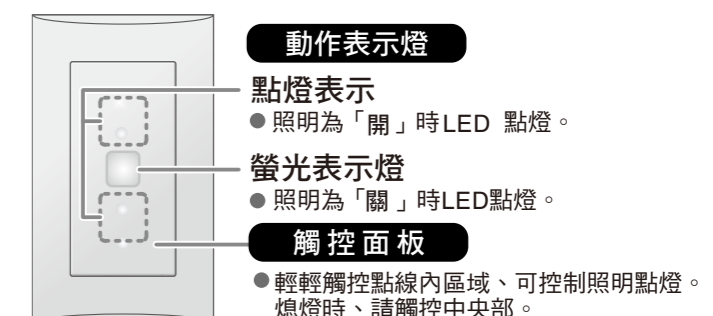 動作表示燈
點燈表示
●照明為「開」時LED 點燈。
螢光表示燈
●照明為「關」時LED點燈。
觸控面板
●輕輕觸控點線內區域、可控制照明點燈。
熄燈時、請觸控中央部。